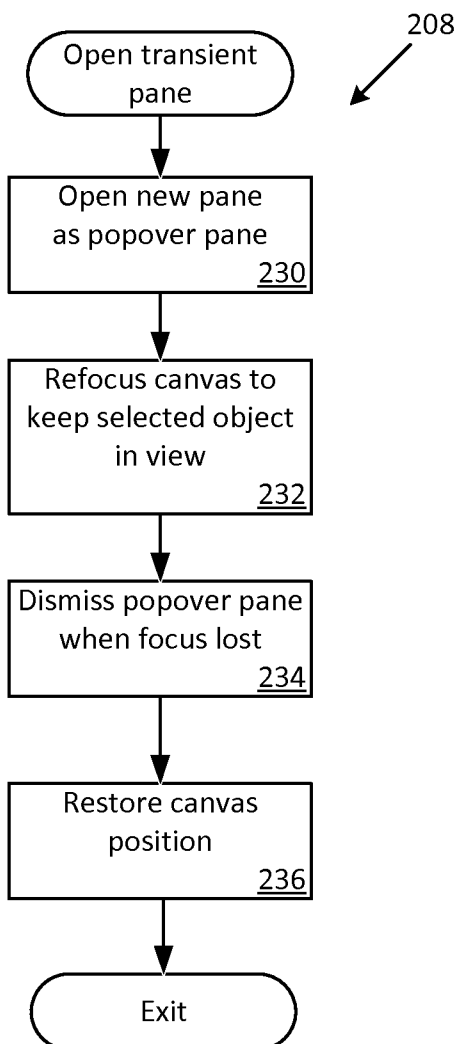 208
Open transient
pane
Open new pane
as popover pane
230
Refocus canvas to
keep selected object
in view
232
Dismiss popover pane
when focus lost
234
Restore canvas
position
236
Exit